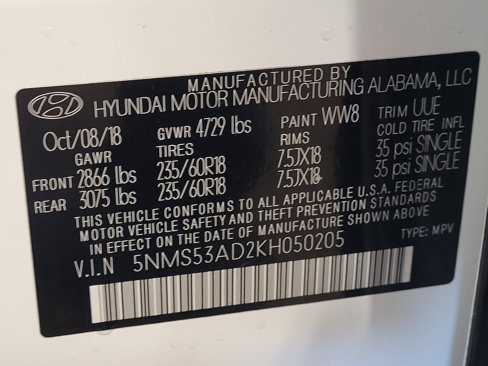 MANUFACTURED BY
HYUNDAI MOTOR MANUFACTURING ALABAMA, LLC
Oct/08/18 GVWR 4729 lbs PAINT WW8 TRIM UUE
GAWR TIRES RIMS COLD TIRE INFL
FRONT 2866 lbs 235/60R18 7.5JX18 35 psi SINGLE
REAR 3075 lbs 235/60R18 7.5JX18 35 psi SINGLE
THIS VEHICLE CONFORMS TO ALL APPLICABLE U.S.A. FEDERAL
MOTOR VEHICLE SAFETY AND THEFT PREVENTION STANDARDS
IN EFFECT ON THE DATE OF MANUFACTURE SHOWN ABOVE.
V.I.N 5NMS53AD2KH050205 TYPE: MPV